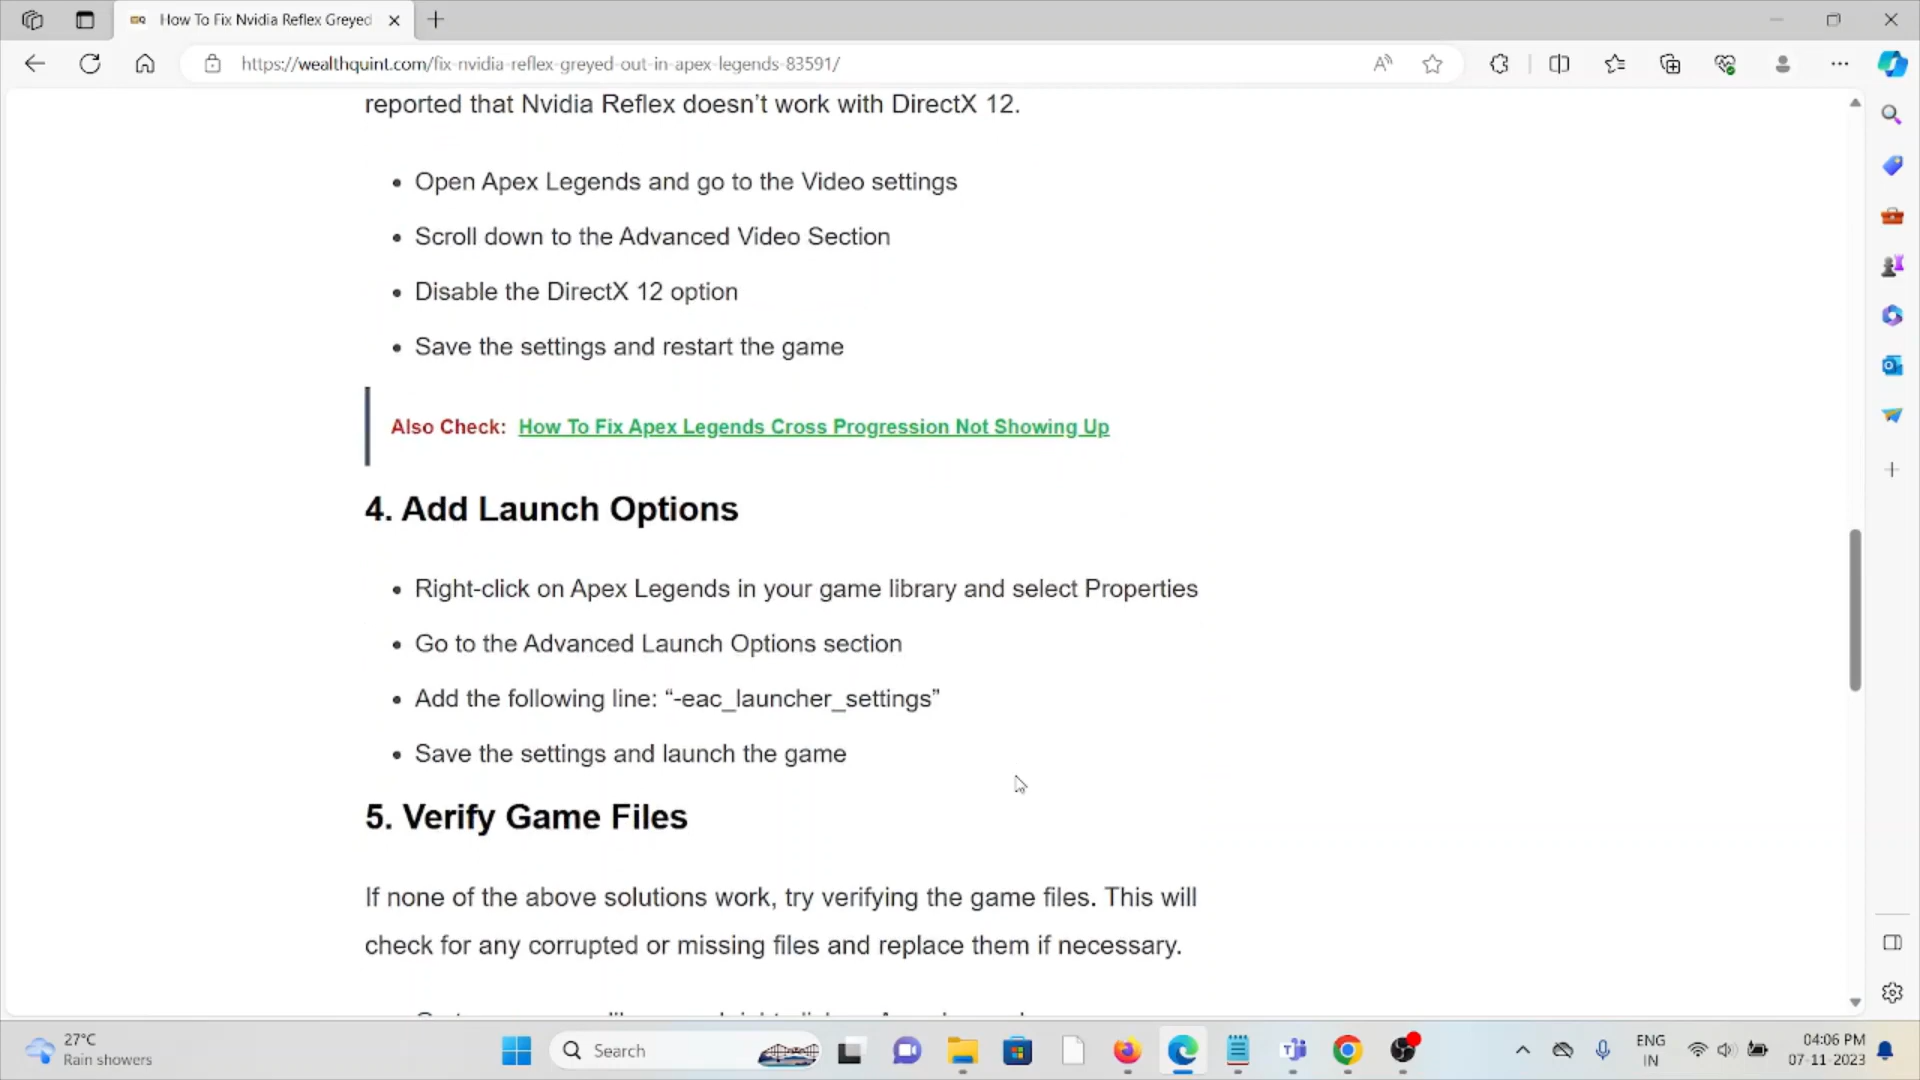 How To Fix Nvidia Reflex Greyed
https://wealthquint.com/fix-nvidia-reflex-greyed-out-in-apex-legends-83591/
reported that Nvidia Reflex doesn’t work with DirectX 12.
• Open Apex Legends and go to the Video settings
• Scroll down to the Advanced Video Section
• Disable the DirectX 12 option
• Save the settings and restart the game
Also Check: How To Fix Apex Legends Cross Progression Not Showing Up
4. Add Launch Options
• Right-click on Apex Legends in your game library and select Properties
• Go to the Advanced Launch Options section
• Add the following line: “-eac_launcher_settings”
• Save the settings and launch the game
5. Verify Game Files
If none of the above solutions work, try verifying the game files. This will
check for any corrupted or missing files and replace them if necessary.
27°C
Rain showers
Search
ENG
IN
04:06 PM
07-11-2023